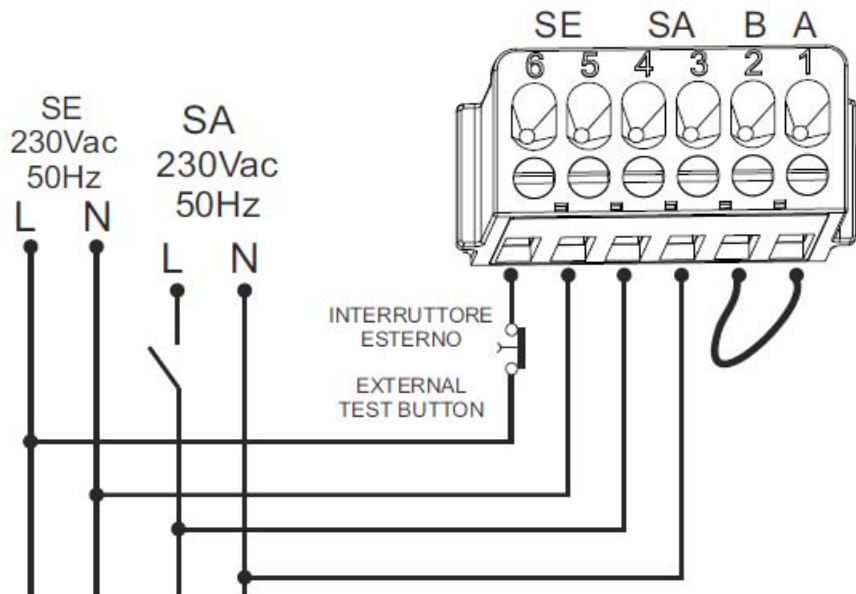 SE SA B A
6 5 4 3 2 1
SE
230Vac
50Hz
L N
SA
230Vac
50Hz
L N
INTERRUTTORE
ESTERNO
EXTERNAL
TEST BUTTON